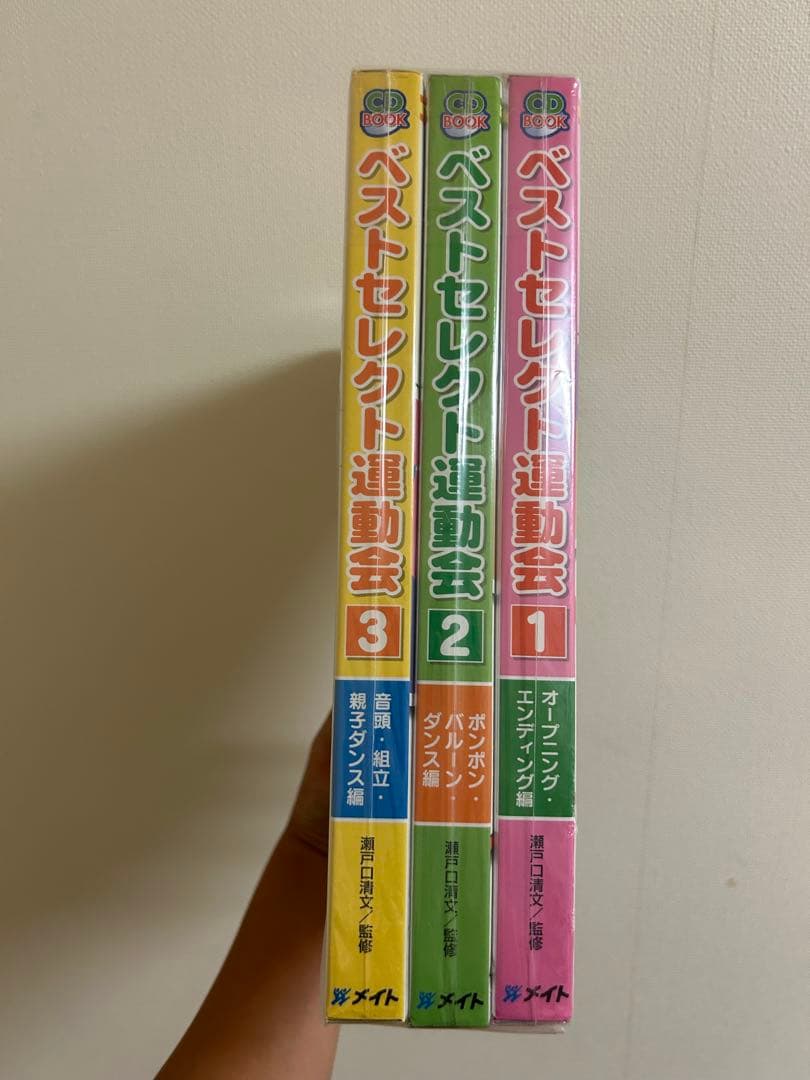 CD
BOOK
ベストセレクト運動会
1
オープニング・
エンディング編
瀬戸口清文/監修
メイト
CD
BOOK
ベストセレクト運動会
2
ポンポン・
バルーン・
ダンス編
瀬戸口清文/監修
メイト
CD
BOOK
ベストセレクト運動会
3
音頭・組立・
親子ダンス編
瀬戸口清文/監修
メイト